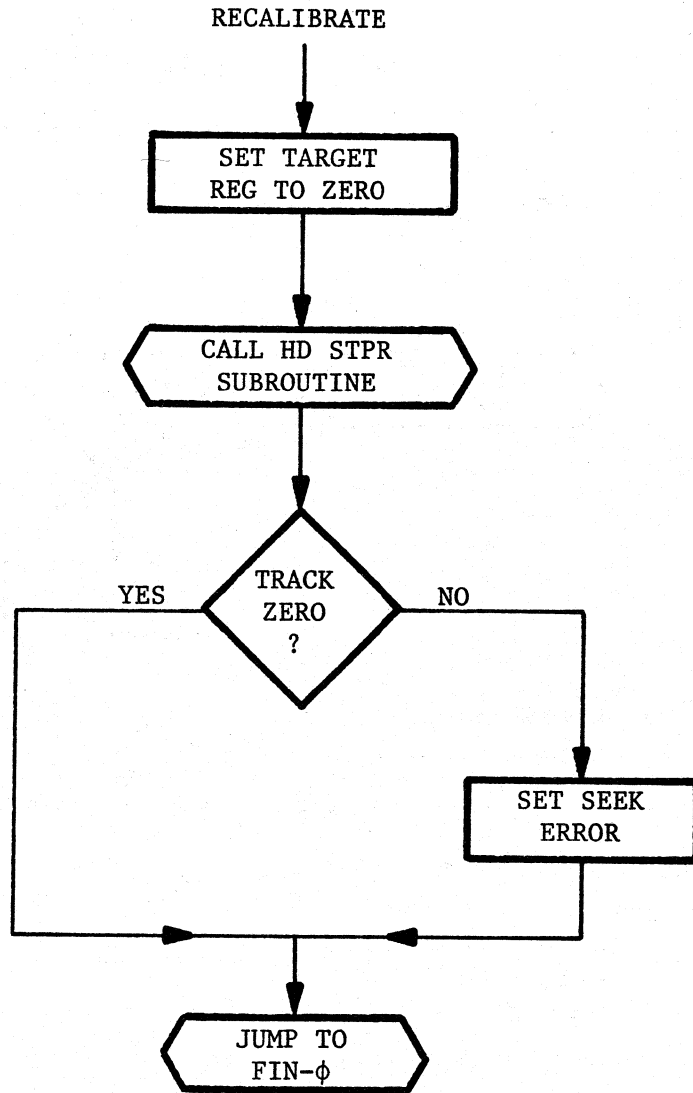 RECALIBRATE
SET TARGET
REG TO ZERO
CALL HD STPR
SUBROUTINE
TRACK
ZERO
?
YES
NO
SET SEEK
ERROR
JUMP TO
FIN-ϕ